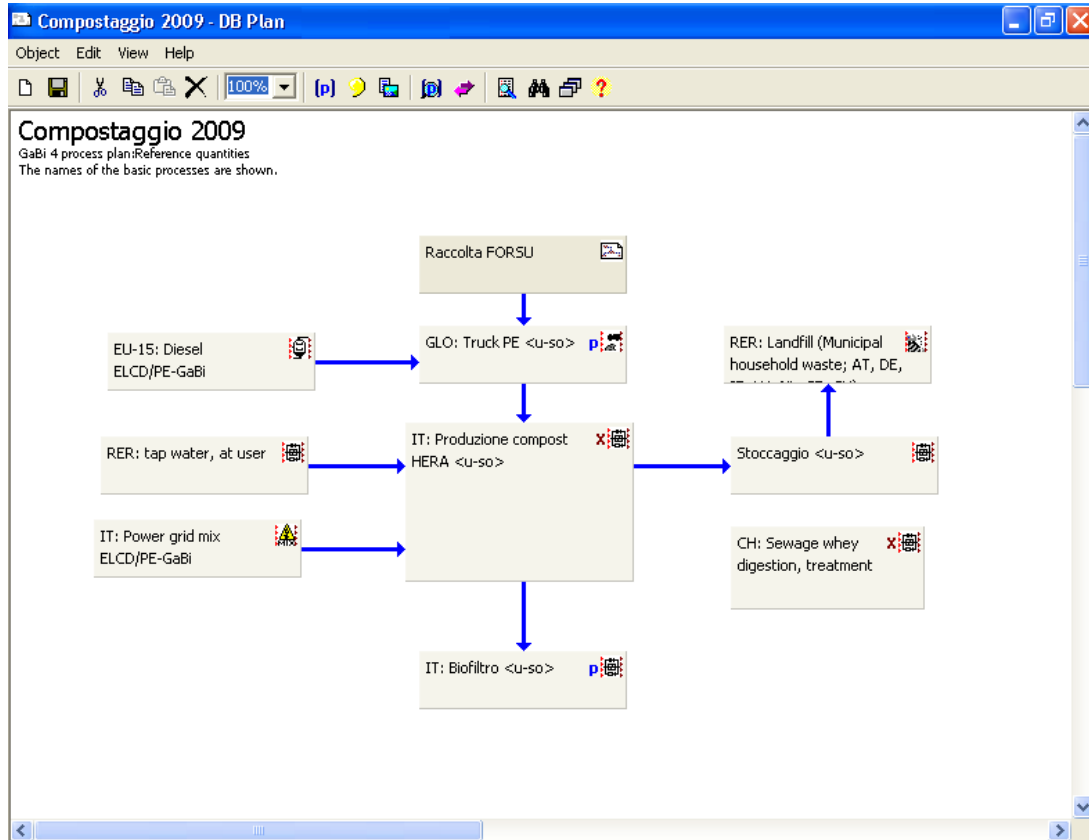 Compostaggio 2009 - DB Plan
Object Edit View Help
100% (p) (p) ?
Compostaggio 2009
GaBi 4 process plan:Reference quantities
The names of the basic processes are shown.
Raccolta FORSU
EU-15: Diesel
ELCD/PE-GaBi
GLO: Truck PE <u-so> p
RER: Landfill (Municipal
household waste; AT, DE,
RER: tap water, at user
IT: Produzione compost X
HERA <u-so>
Stoccaggio <u-so>
IT: Power grid mix
ELCD/PE-GaBi
MIX
CH: Sewage whey X
digestion, treatment
IT: Biofiltro <u-so> p